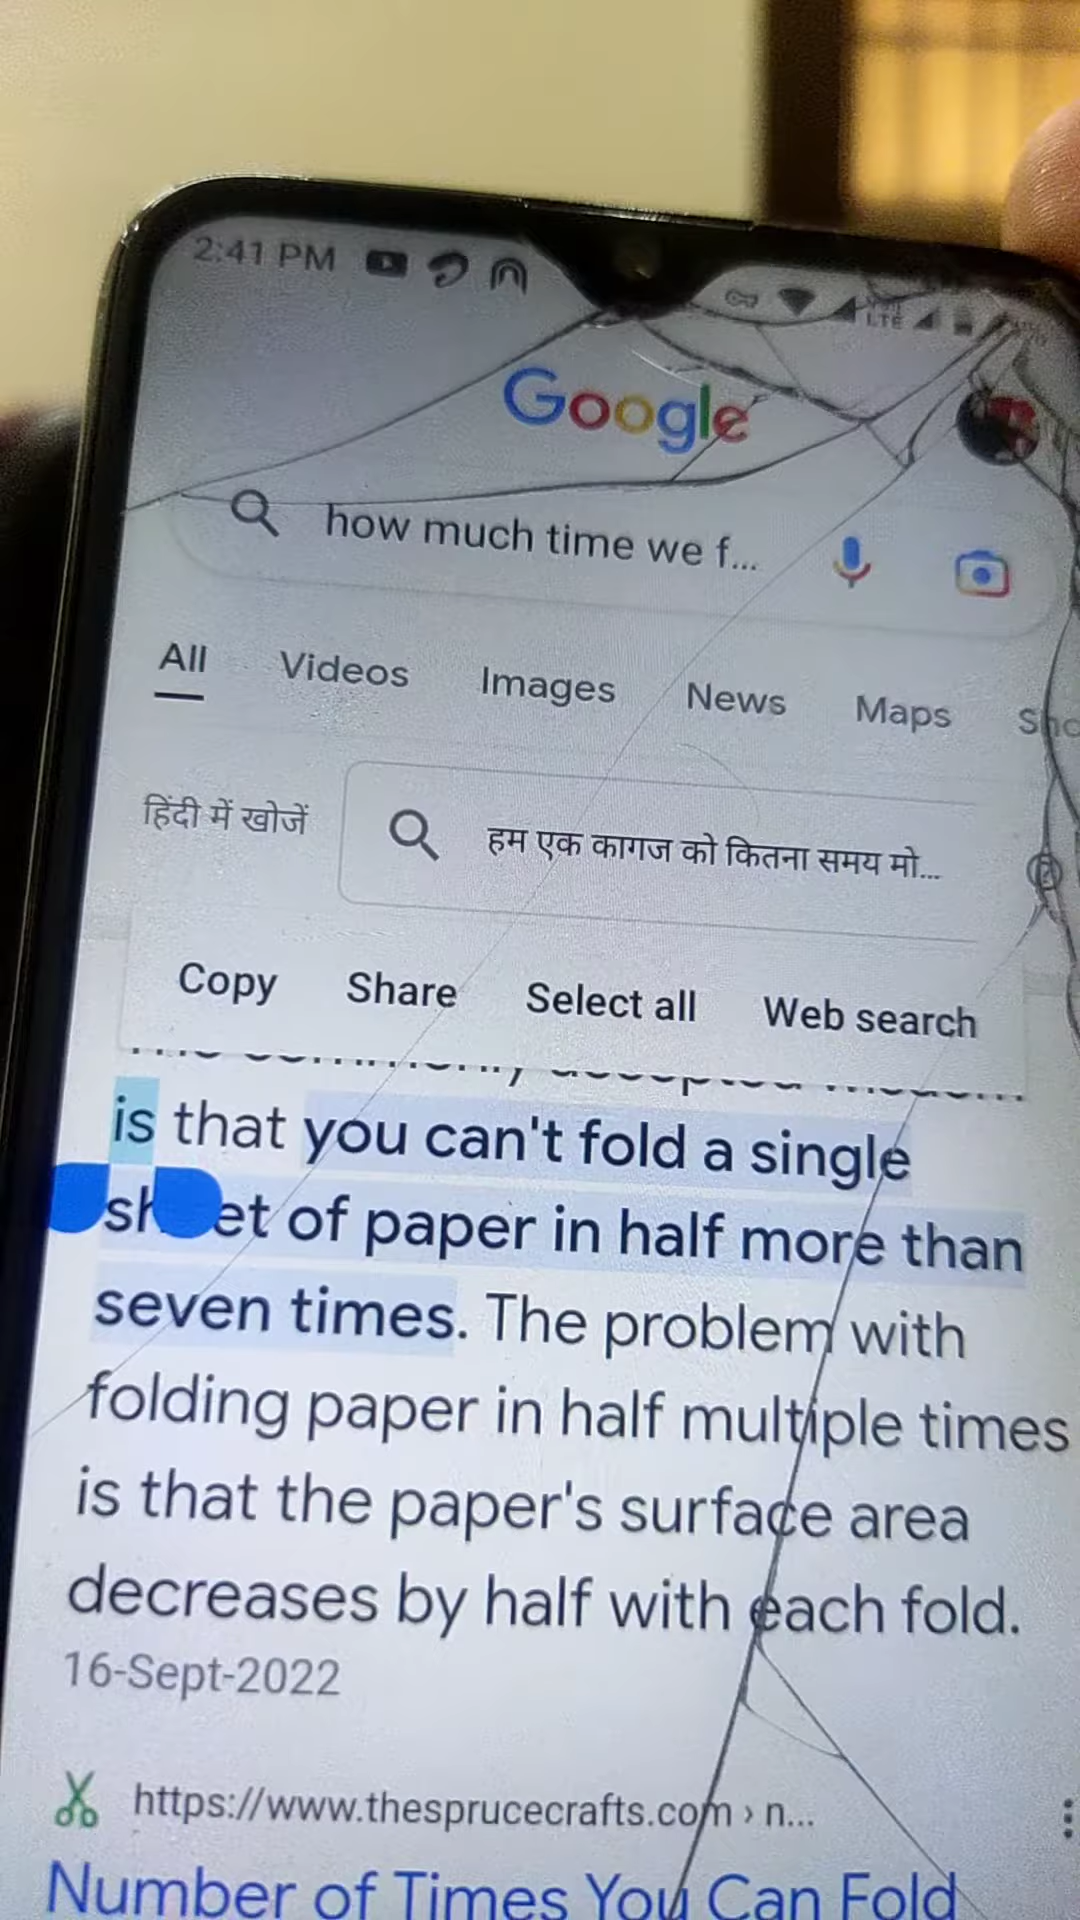 2:41 PM
LTE
Google
how much time we f...
All Videos Images News Maps Sho
हिंदी में खोजें
हम एक कागज को कितना समय मो...
Copy Share Select all Web search
is that you can't fold a single
sh et of paper in half more than
seven times. The problem with
folding paper in half multiple times
is that the paper's surface area
decreases by half with each fold.
16-Sept-2022
https://www.thesprucecrafts.com › n...
Number of Times You Can Fold